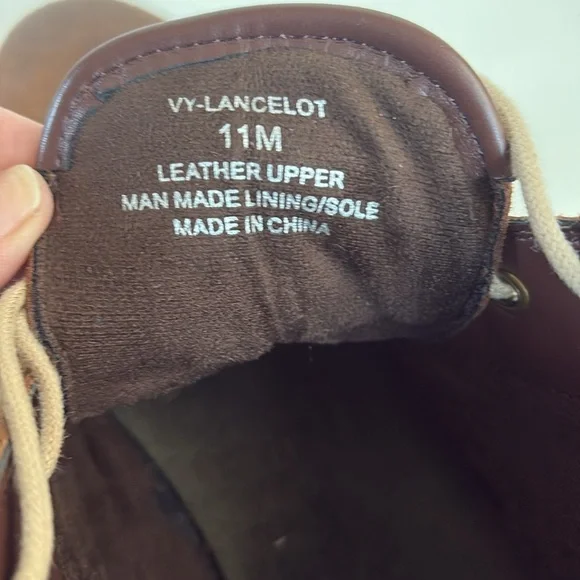 VY-LANCELOT
11M
LEATHER UPPER
MAN MADE LINING/SOLE
MADE IN CHINA